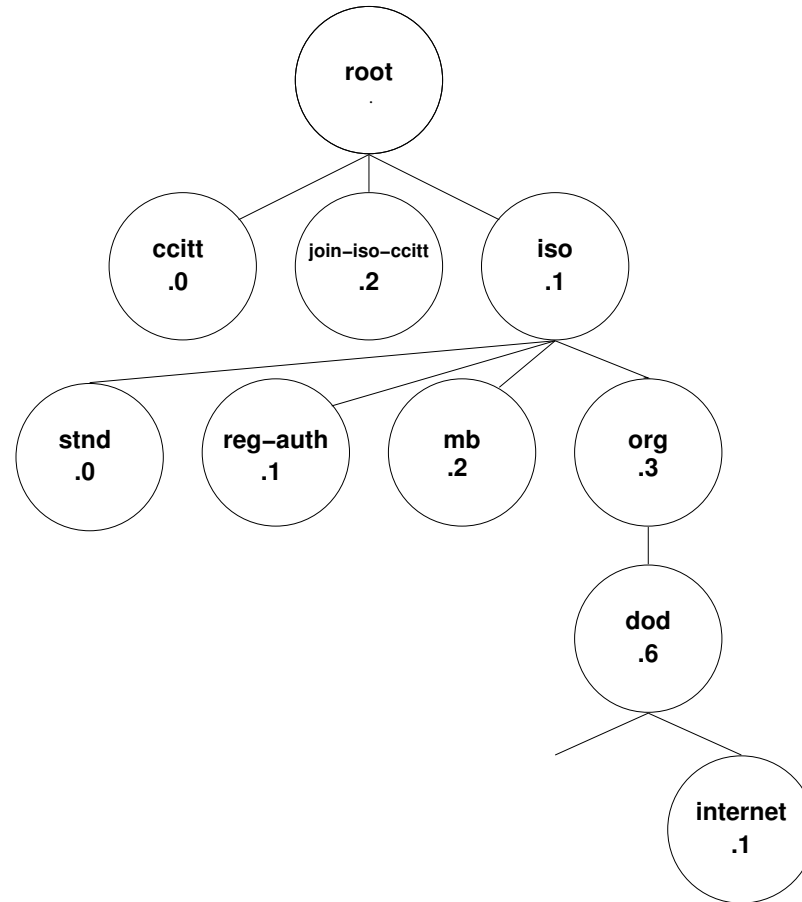 root
.
ccitt
.0
join-iso-ccitt
.2
iso
.1
stnd
.0
reg-auth
.1
mb
.2
org
.3
dod
.6
internet
.1